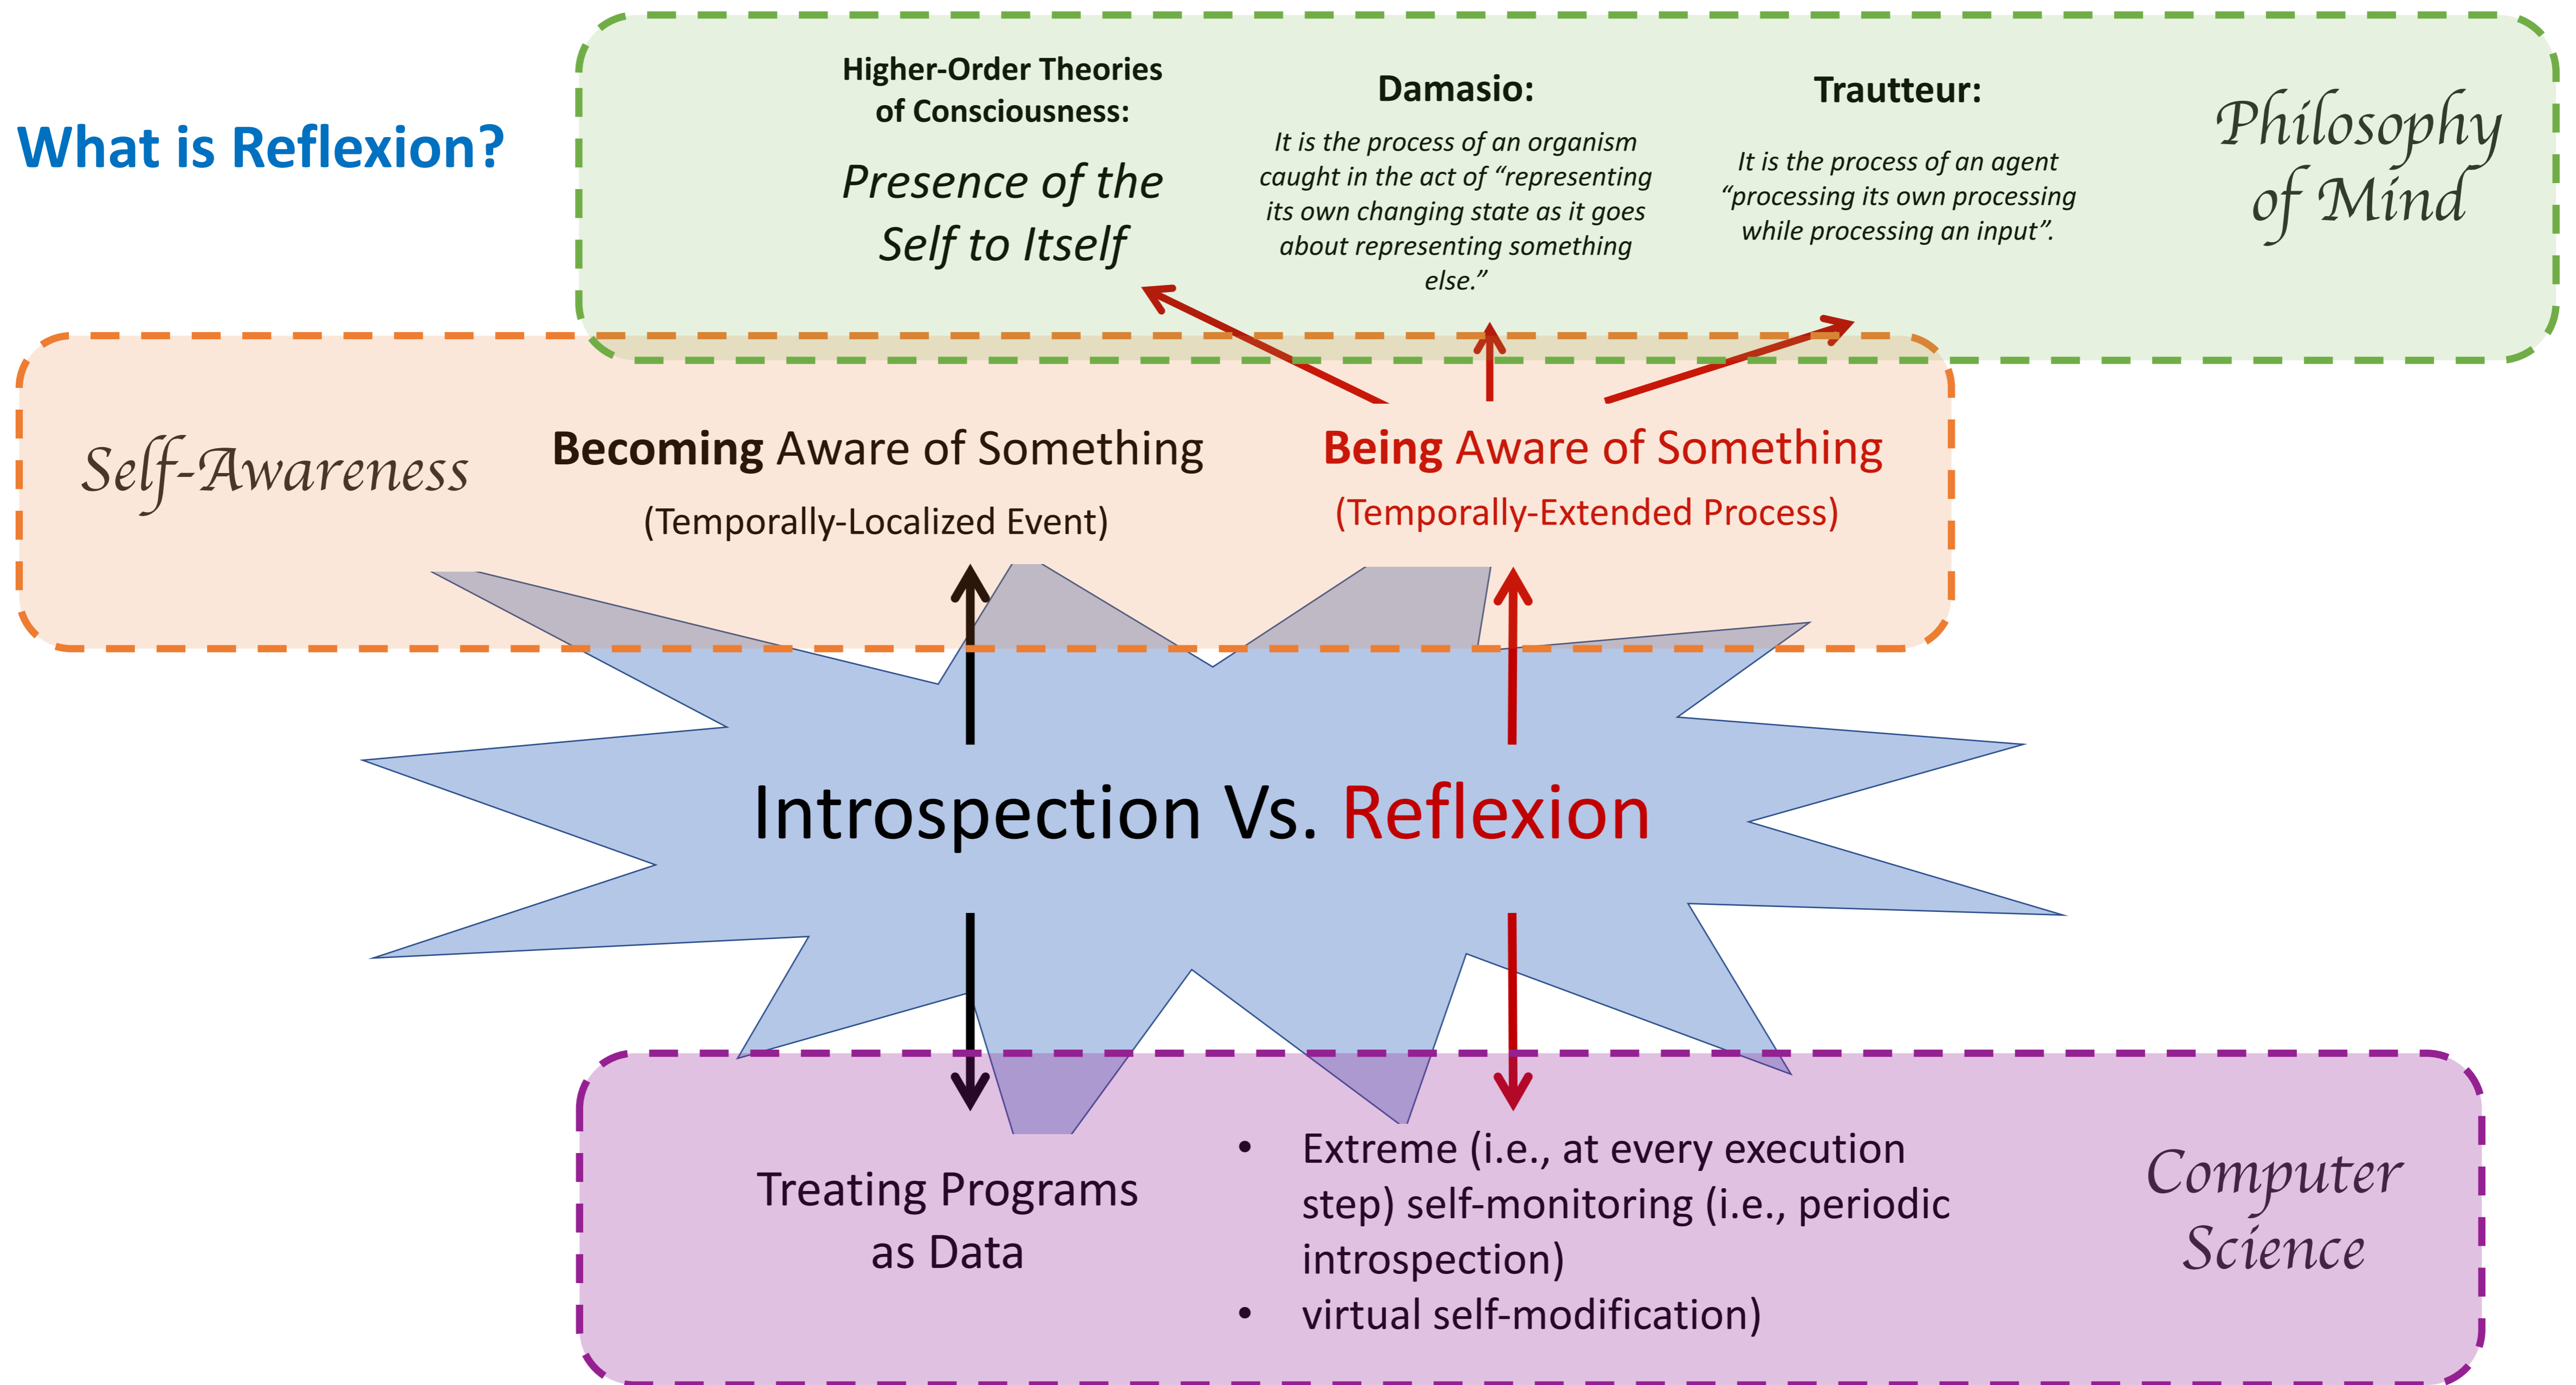 What is Reflexion?
Higher-Order Theories
of Consciousness:
Presence of the
Self to Itself
Damasio:
It is the process of an organism
caught in the act of “representing
its own changing state as it goes
about representing something
else.”
Trautteur:
It is the process of an agent
“processing its own processing
while processing an input”.
Philosophy
of Mind
Self-Awareness
Becoming Aware of Something
(Temporally-Localized Event)
Being Aware of Something
(Temporally-Extended Process)
Introspection Vs. Reflexion
Treating Programs
as Data
• Extreme (i.e., at every execution
step) self-monitoring (i.e., periodic
introspection)
• virtual self-modification)
Computer
Science